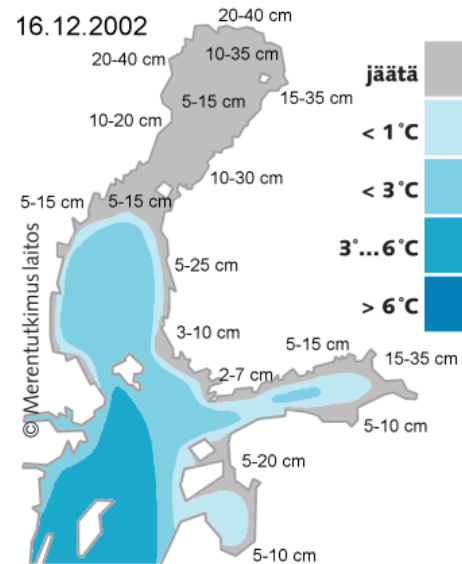 16.12.2002
20-40 cm
20-40 cm
10-35 cm
jäätä
5-15 cm
15-35 cm
10-20 cm
< 1°C
10-30 cm
< 3°C
5-15 cm
5-15 cm
3°...6°C
5-25 cm
> 6°C
3-10 cm
5-15 cm
15-35 cm
2-7 cm
5-10 cm
5-20 cm
5-10 cm
© Merentutkimuslaitos